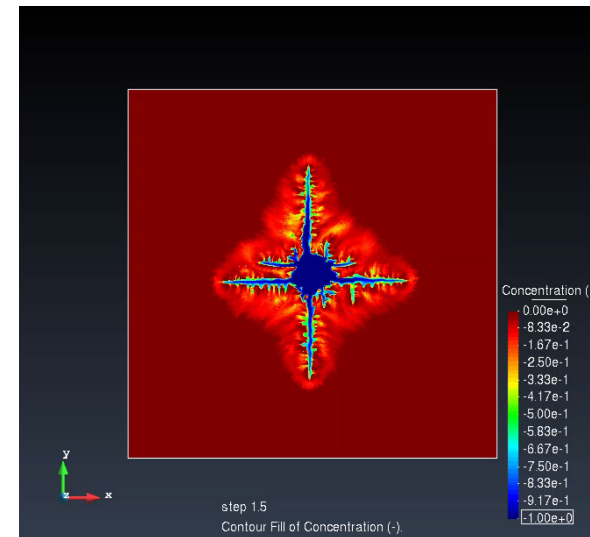 Concentration (
0.00e+0
-8.33e-2
-1.67e-1
-2.50e-1
-3.33e-1
-4.17e-1
-5.00e-1
-5.83e-1
-6.67e-1
-7.50e-1
-8.33e-1
-9.17e-1
-1.00e+0
y
z
x
step 1.5
Contour Fill of Concentration (-).